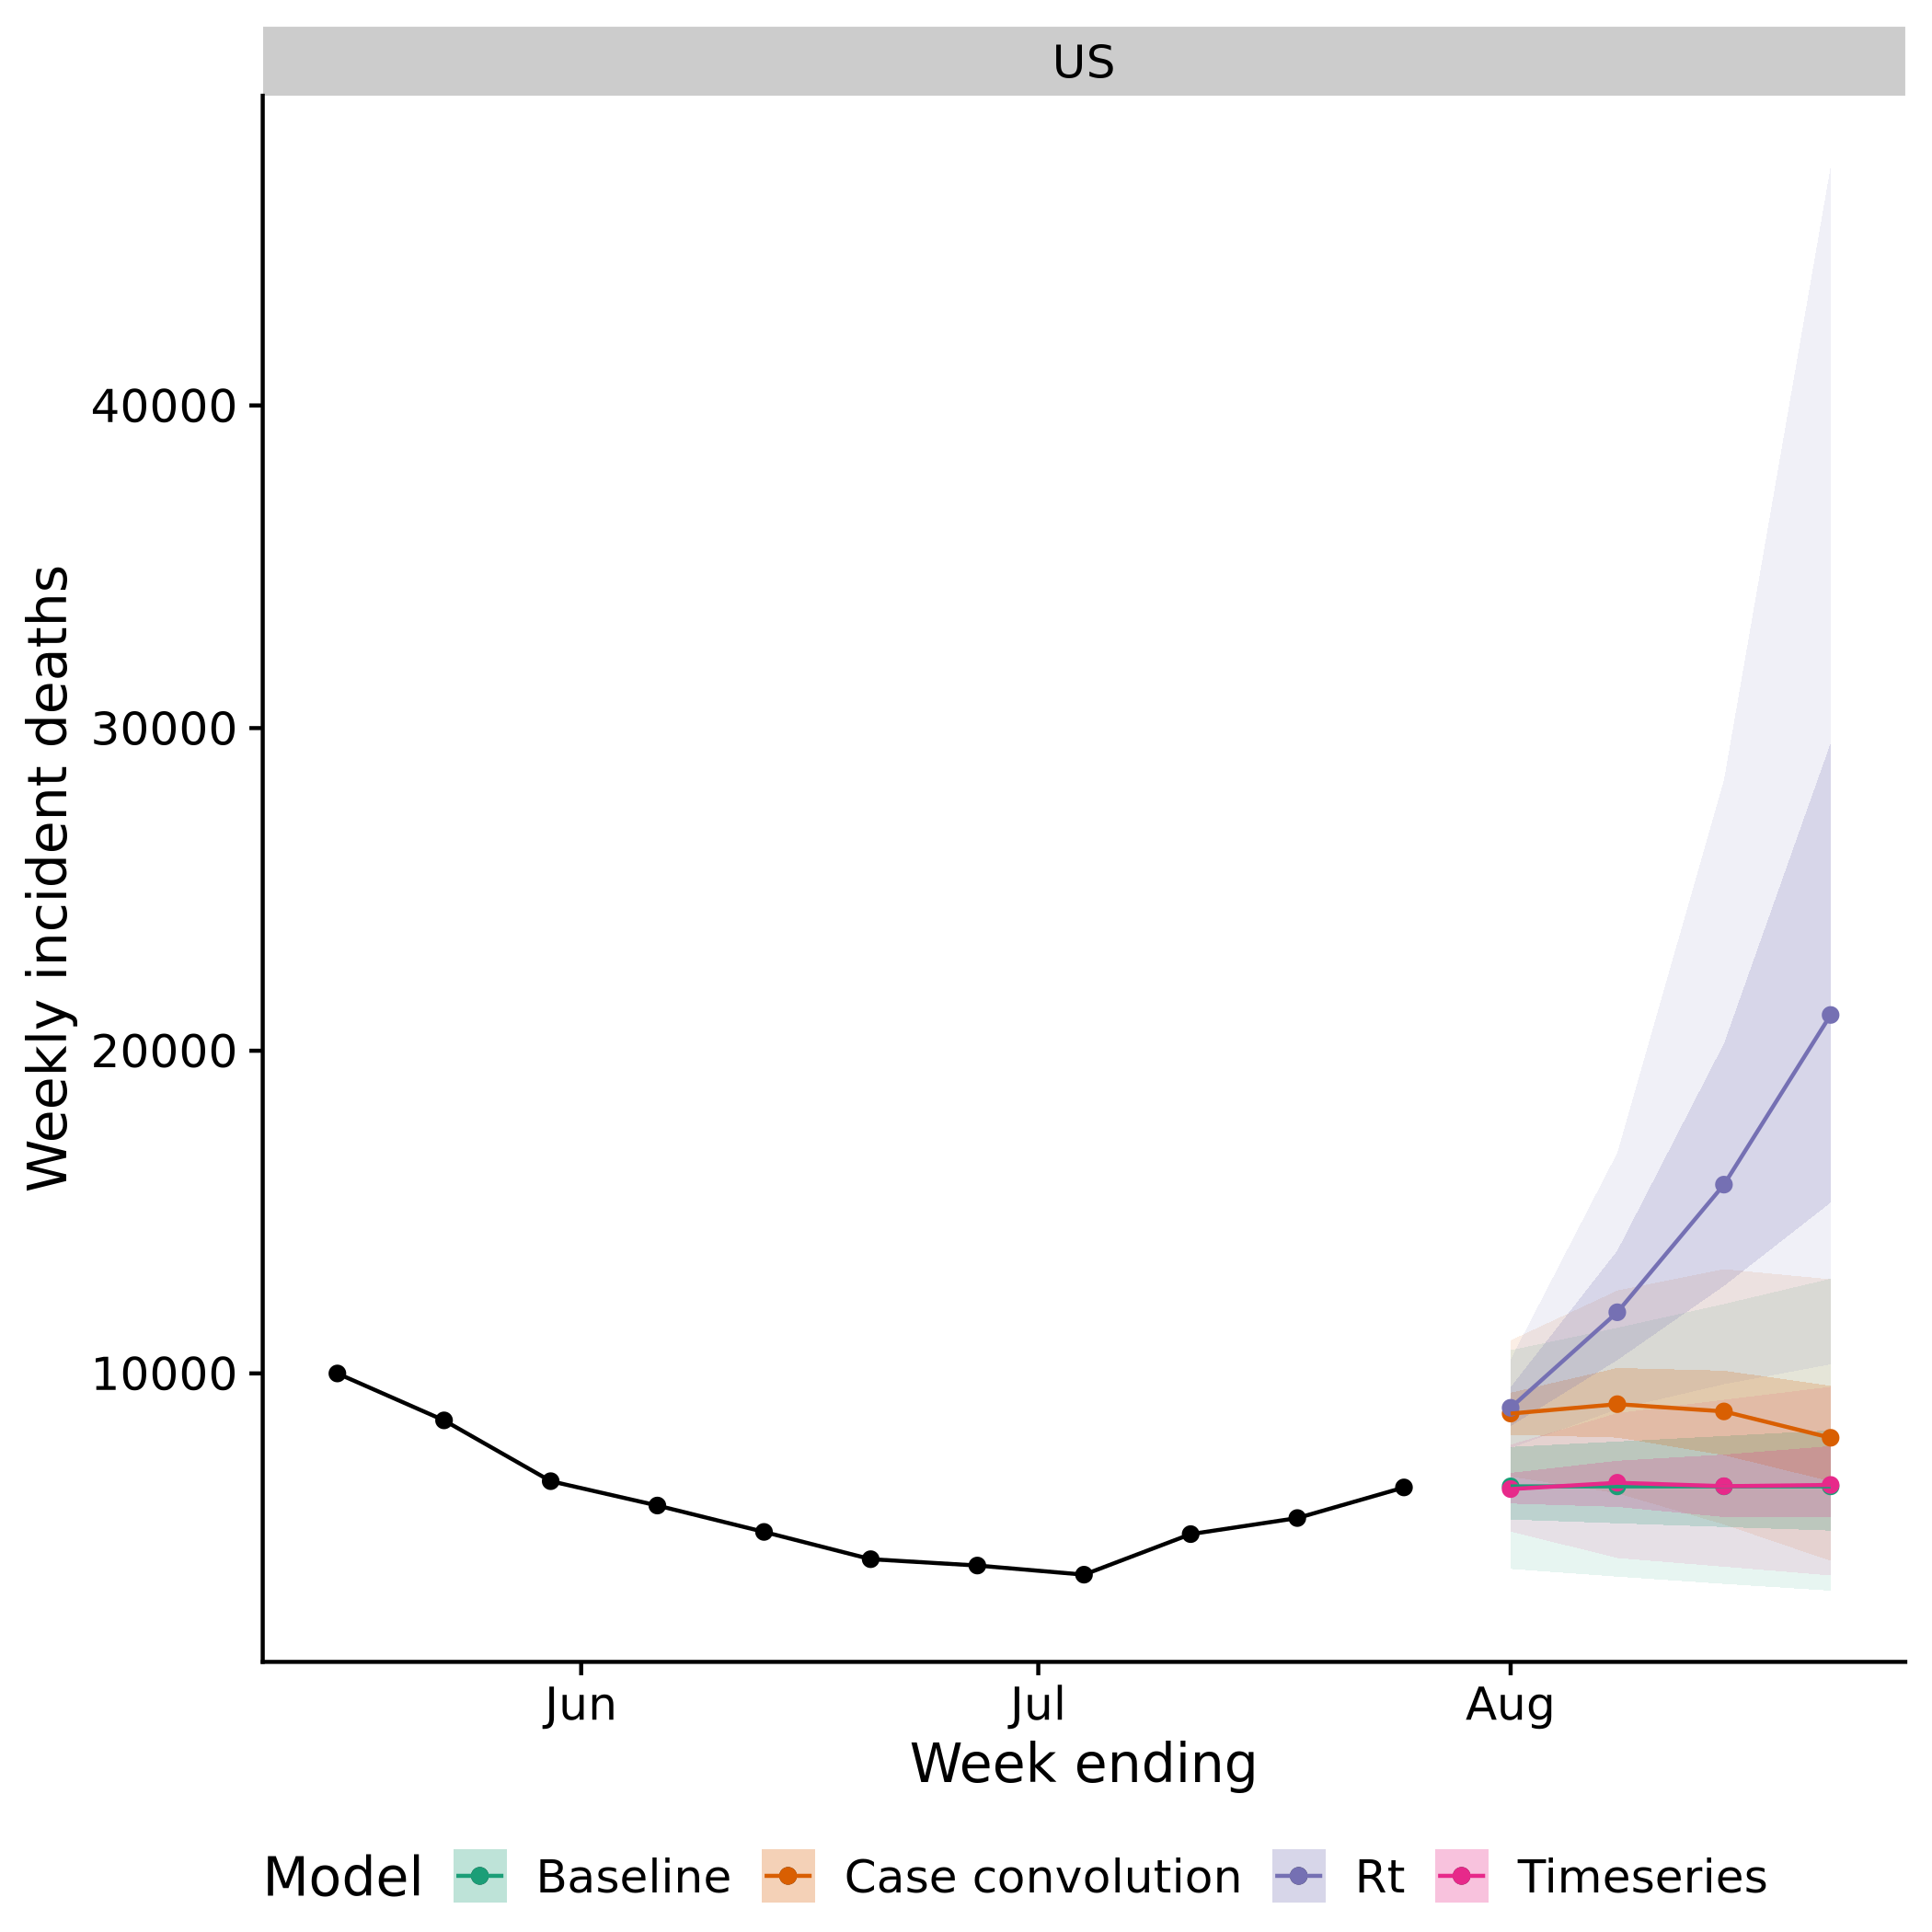 US
Weekly incident deaths
40000
30000
20000
10000
Jun Jul Aug
Week ending
Model Baseline Case convolution Rt Timeseries